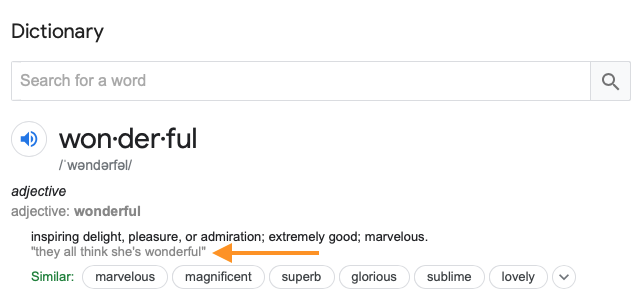 Dictionary
Search for a word
won·der·ful
/ˈwəndərfəl/
adjective
adjective: wonderful
inspiring delight, pleasure, or admiration; extremely good; marvelous.
"they all think she's wonderful"
Similar: marvelous magnificent superb glorious sublime lovely